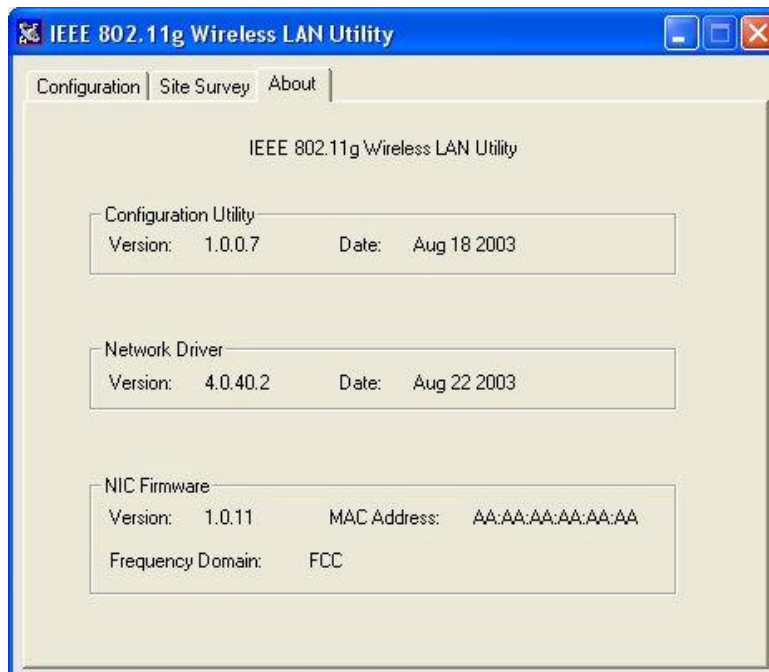 IEEE 802.11g Wireless LAN Utility
Configuration Site Survey About
IEEE 802.11g Wireless LAN Utility
Configuration Utility
Version: 1.0.0.7 Date: Aug 18 2003
Network Driver
Version: 4.0.40.2 Date: Aug 22 2003
NIC Firmware
Version: 1.0.11 MAC Address: AA:AA:AA:AA:AA:AA
Frequency Domain: FCC